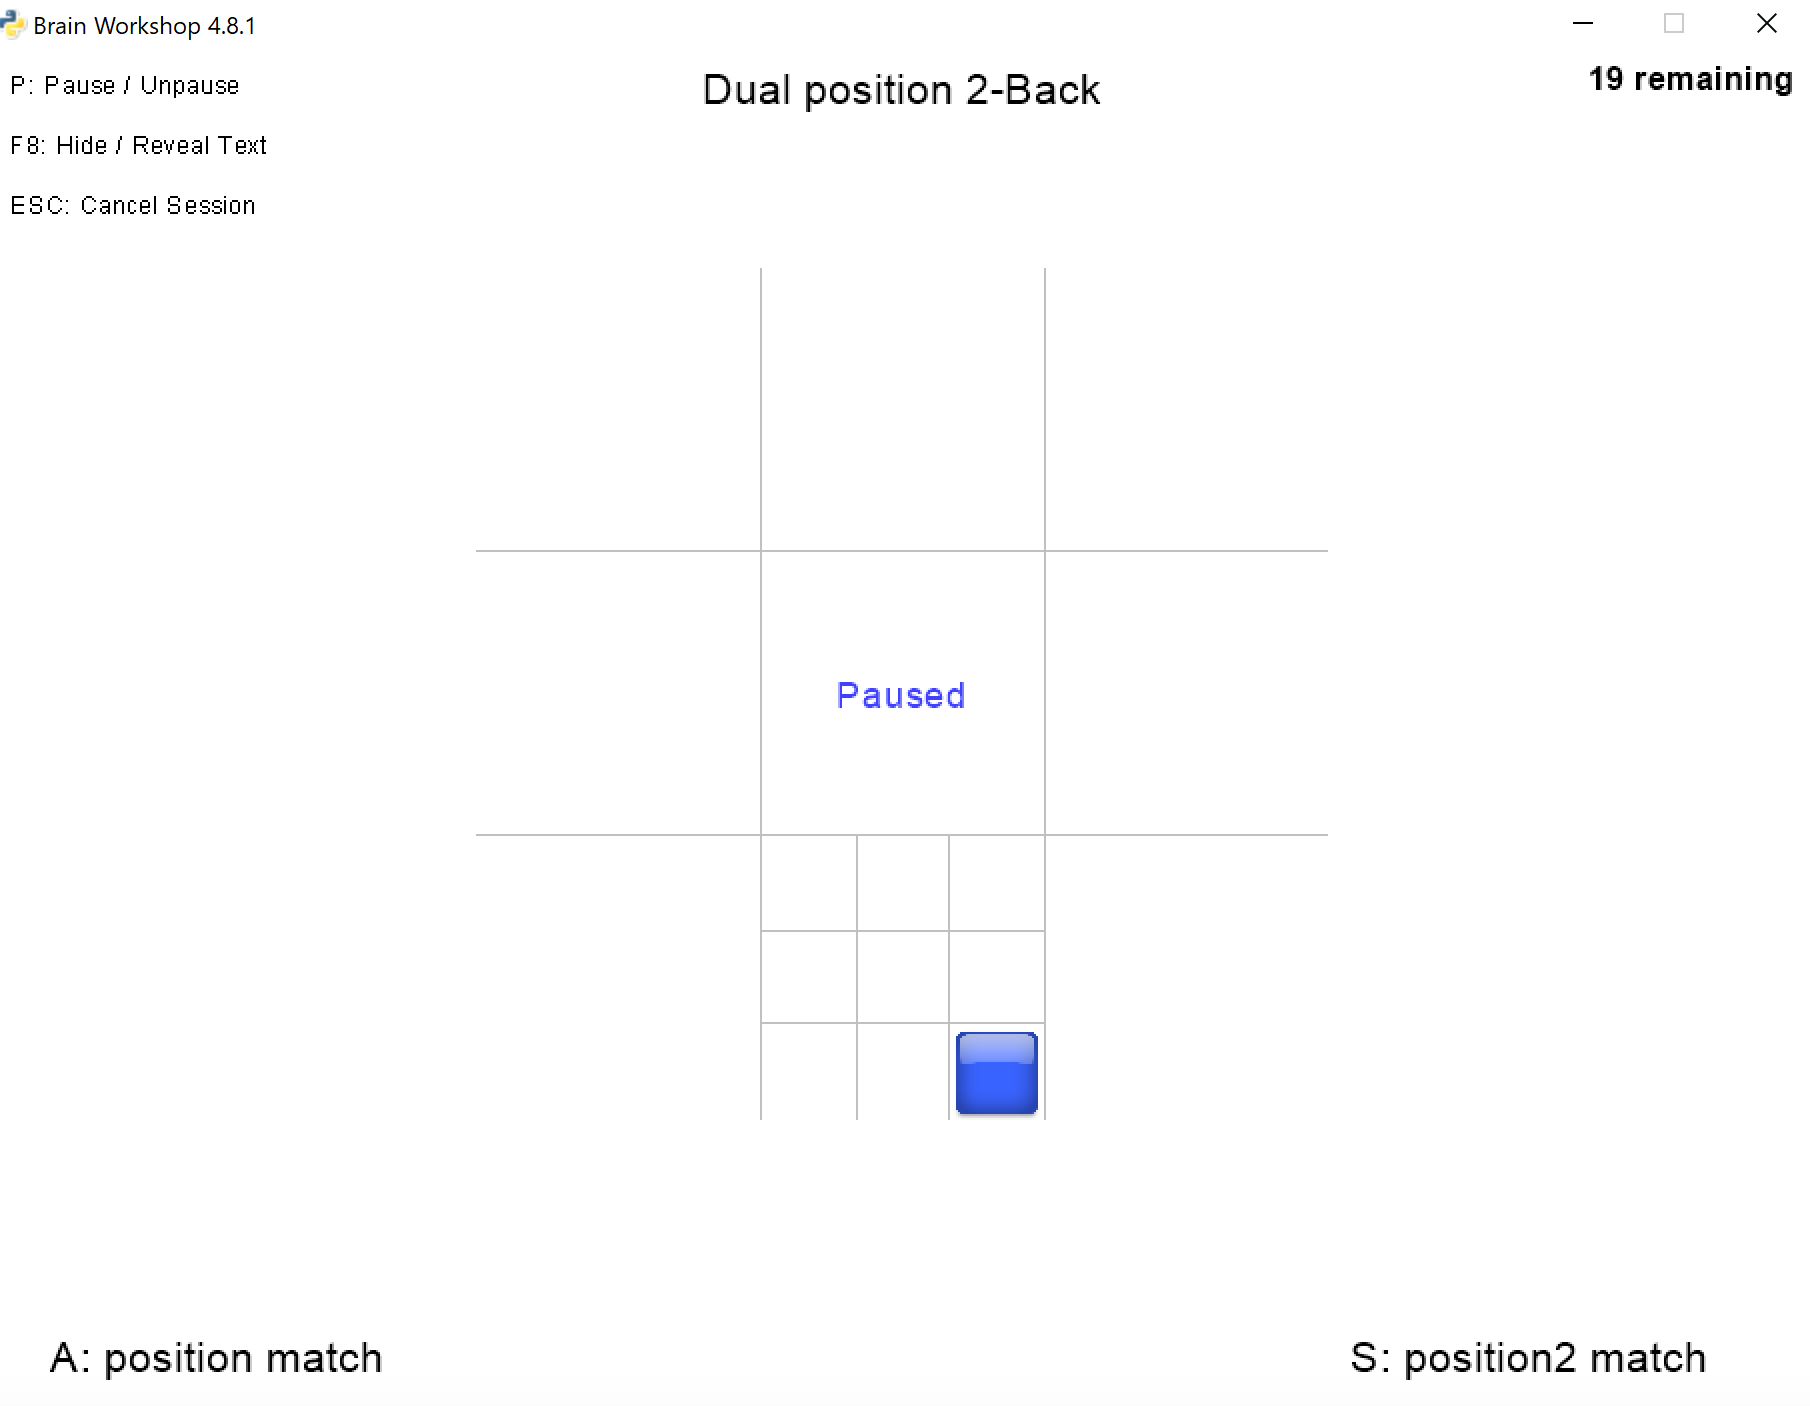 Brain Workshop 4.8.1
P: Pause / Unpause
Dual position 2-Back
19 remaining
F8: Hide / Reveal Text
ESC: Cancel Session
Paused
A: position match
S: position2 match